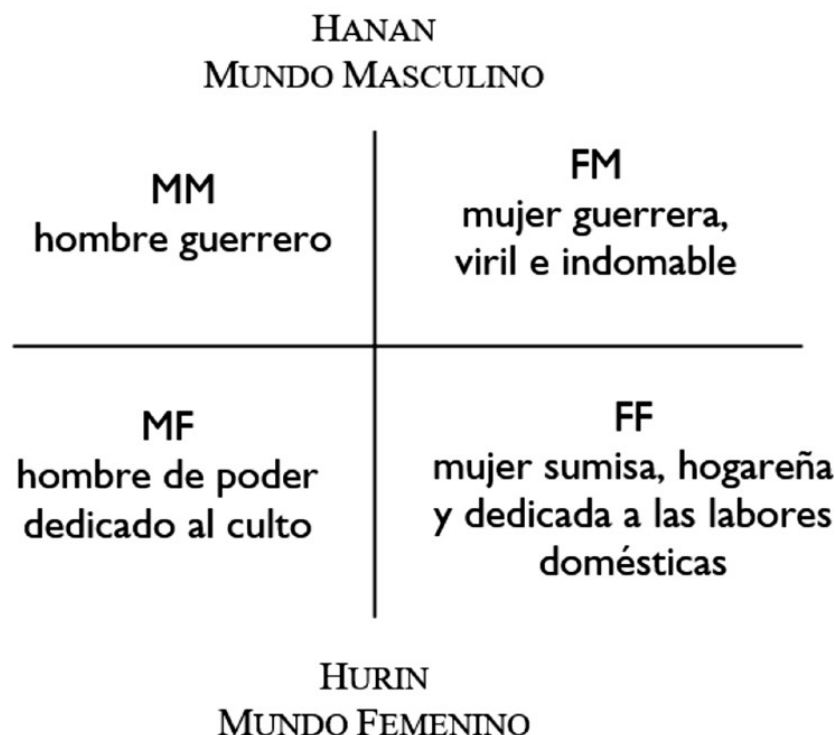 HANAN
MUNDO MASCULINO
MM
hombre guerrero
FM
mujer guerrera,
viril e indomable
MF
hombre de poder
dedicado al culto
FF
mujer sumisa, hogareña
y dedicada a las labores
domésticas
HURIN
MUNDO FEMENINO